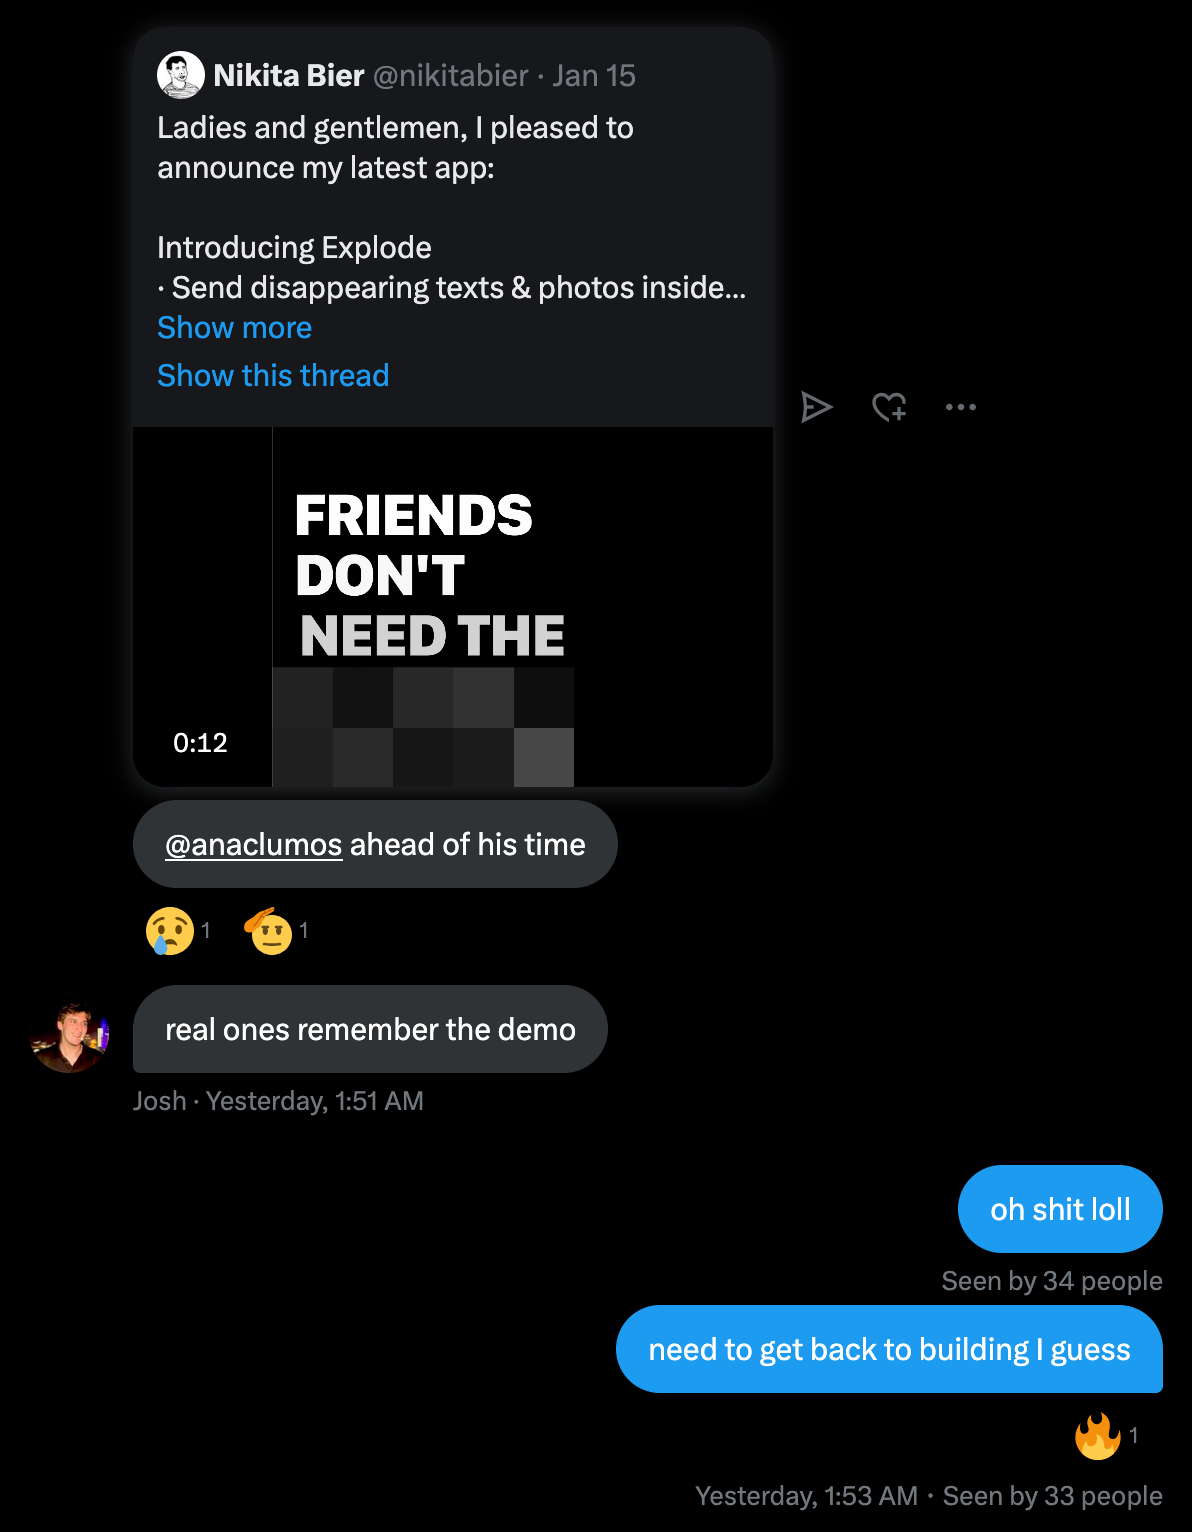 Nikita Bier @nikitabier · Jan 15
Ladies and gentlemen, I pleased to
announce my latest app:
Introducing Explode
· Send disappearing texts & photos inside...
Show more
Show this thread
FRIENDS
DON'T
NEED THE
0:12
@anaclumos ahead of his time
1 1
real ones remember the demo
Josh · Yesterday, 1:51 AM
oh shit loll
Seen by 34 people
need to get back to building I guess
1
Yesterday, 1:53 AM · Seen by 33 people